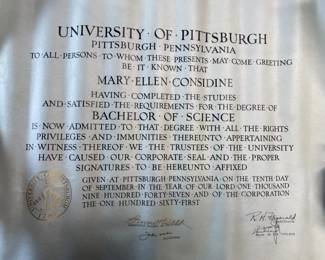 UNIVERSITY · OF · PITTSBURGH
PITTSBURGH · PENNSYLVANIA
TO · ALL · PERSONS · TO · WHOM · THESE · PRESENTS · MAY · COME · GREETING
BE · IT · KNOWN · THAT
MARY · ELLEN · CONSIDINE
HAVING · COMPLETED · THE · STUDIES
AND · SATISFIED · THE · REQUIREMENTS · FOR · THE · DEGREE · OF
BACHELOR · OF · SCIENCE
IS · NOW · ADMITTED · TO · THAT · DEGREE · WITH · ALL · THE · RIGHTS
PRIVILEGES · AND · IMMUNITIES · THEREUNTO · APPERTAINING
IN · WITNESS · THEREOF · WE · THE · TRUSTEES · OF · THE · UNIVERSITY
HAVE · CAUSED · OUR · CORPORATE · SEAL · AND · THE · PROPER
SIGNATURES · TO · BE · HEREUNTO · AFFIXED
GIVEN · AT · PITTSBURGH · PENNSYLVANIA · ON · THE · TENTH · DAY
OF · SEPTEMBER · IN · THE · YEAR · OF · OUR · LORD · ONE · THOUSAND
NINE · HUNDRED · FORTY-SEVEN · AND · OF · THE · CORPORATION
THE · ONE · HUNDRED · SIXTY-FIRST
R. H. Fitzgerald